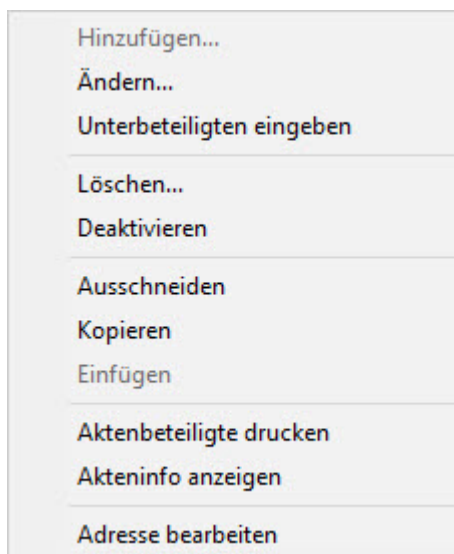 Hinzufügen...
Ändern...
Unterbeteiligten eingeben
Löschen...
Deaktivieren
Ausschneiden
Kopieren
Einfügen
Aktenbeteiligte drucken
Akteninfo anzeigen
Adresse bearbeiten